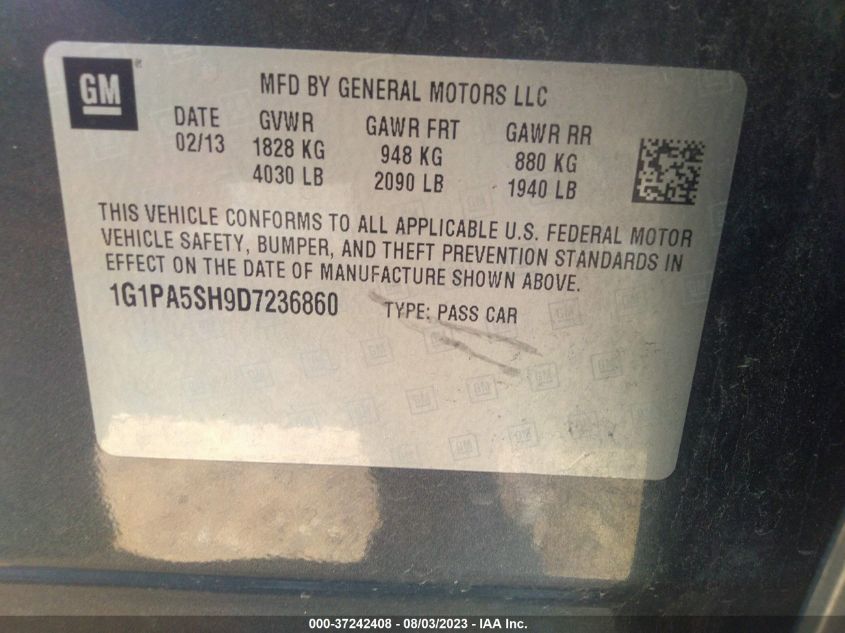 GM
MFD BY GENERAL MOTORS LLC
DATE GVWR GAWR FRT GAWR RR
02/13 1828 KG 948 KG 880 KG
4030 LB 2090 LB 1940 LB
THIS VEHICLE CONFORMS TO ALL APPLICABLE U.S. FEDERAL MOTOR
VEHICLE SAFETY, BUMPER, AND THEFT PREVENTION STANDARDS IN
EFFECT ON THE DATE OF MANUFACTURE SHOWN ABOVE.
1G1PA5SH9D7236860 TYPE: PASS CAR
000-37242408 - 08/03/2023 - IAA Inc.